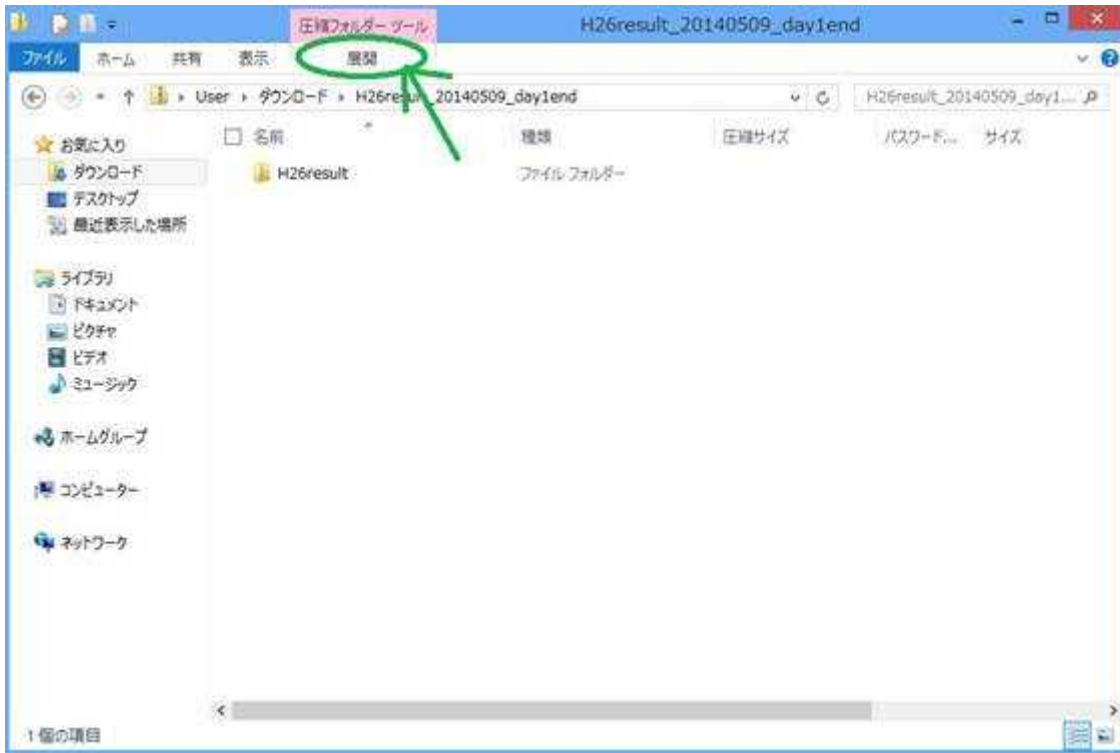 圧縮フォルダー ツール H26result_20140509_day1end
ファイル ホーム 共有 表示 展開
User ダウンロード H26result_20140509_day1end H26result_20140509_day1...
名前 種類 圧縮サイズ パスワード... サイズ
お気に入り
ダウンロード
デスクトップ
最近表示した場所
H26result ファイル フォルダー
ライブラリ
ドキュメント
ピクチャ
ビデオ
ミュージック
ホームグループ
コンピューター
ネットワーク
1 個の項目